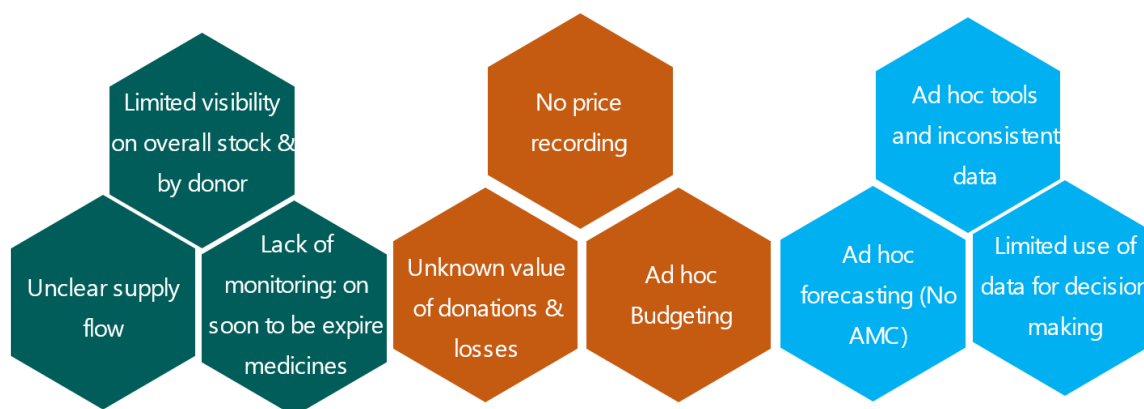 Limited visibility
on overall stock &
by donor
Unclear supply
flow
Lack of
monitoring: on
soon to be expire
medicines
No price
recording
Unknown value
of donations &
losses
Ad hoc
Budgeting
Ad hoc tools
and inconsistent
data
Ad hoc
forecasting (No
AMC)
Limited use of
data for decision
making